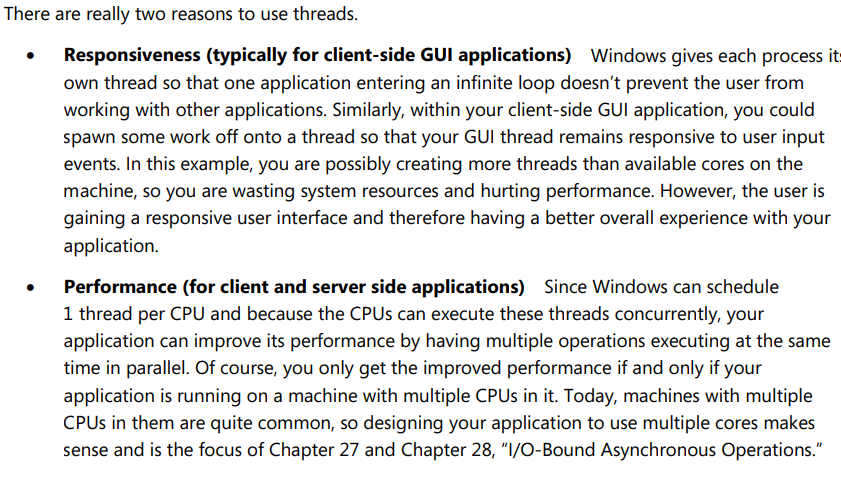 There are really two reasons to use threads.
• Responsiveness (typically for client-side GUI applications) Windows gives each process its
own thread so that one application entering an infinite loop doesn’t prevent the user from
working with other applications. Similarly, within your client-side GUI application, you could
spawn some work off onto a thread so that your GUI thread remains responsive to user input
events. In this example, you are possibly creating more threads than available cores on the
machine, so you are wasting system resources and hurting performance. However, the user is
gaining a responsive user interface and therefore having a better overall experience with your
application.
• Performance (for client and server side applications) Since Windows can schedule
1 thread per CPU and because the CPUs can execute these threads concurrently, your
application can improve its performance by having multiple operations executing at the same
time in parallel. Of course, you only get the improved performance if and only if your
application is running on a machine with multiple CPUs in it. Today, machines with multiple
CPUs in them are quite common, so designing your application to use multiple cores makes
sense and is the focus of Chapter 27 and Chapter 28, “I/O-Bound Asynchronous Operations.”